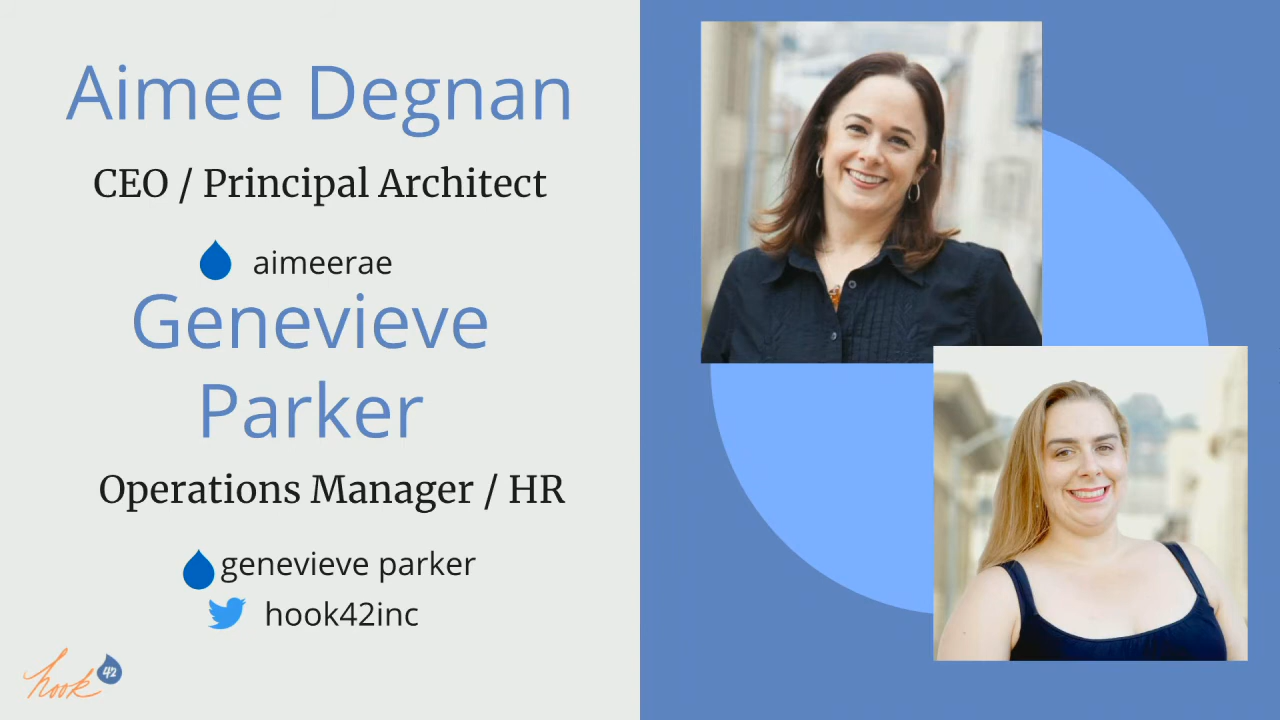 Aimee Degnan
CEO / Principal Architect
aimeerae
Genevieve
Parker
Operations Manager / HR
genevieve parker
hook42inc
hook 42